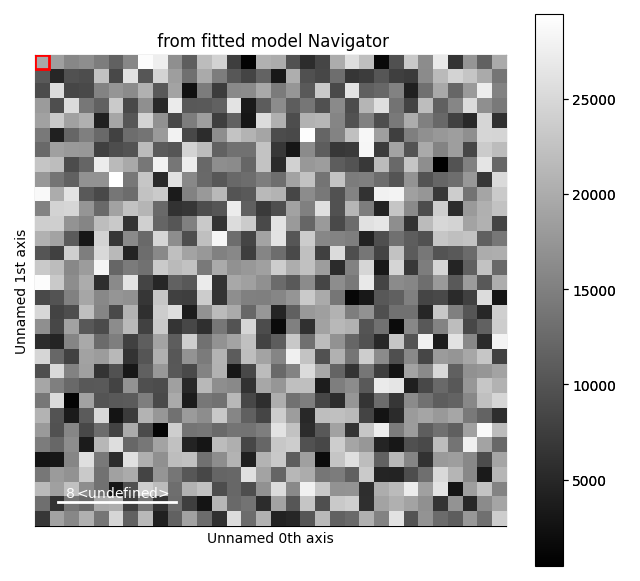 from fitted model Navigator
25000
20000
15000
10000
5000
Unnamed 1st axis
8 <undefined>
Unnamed 0th axis